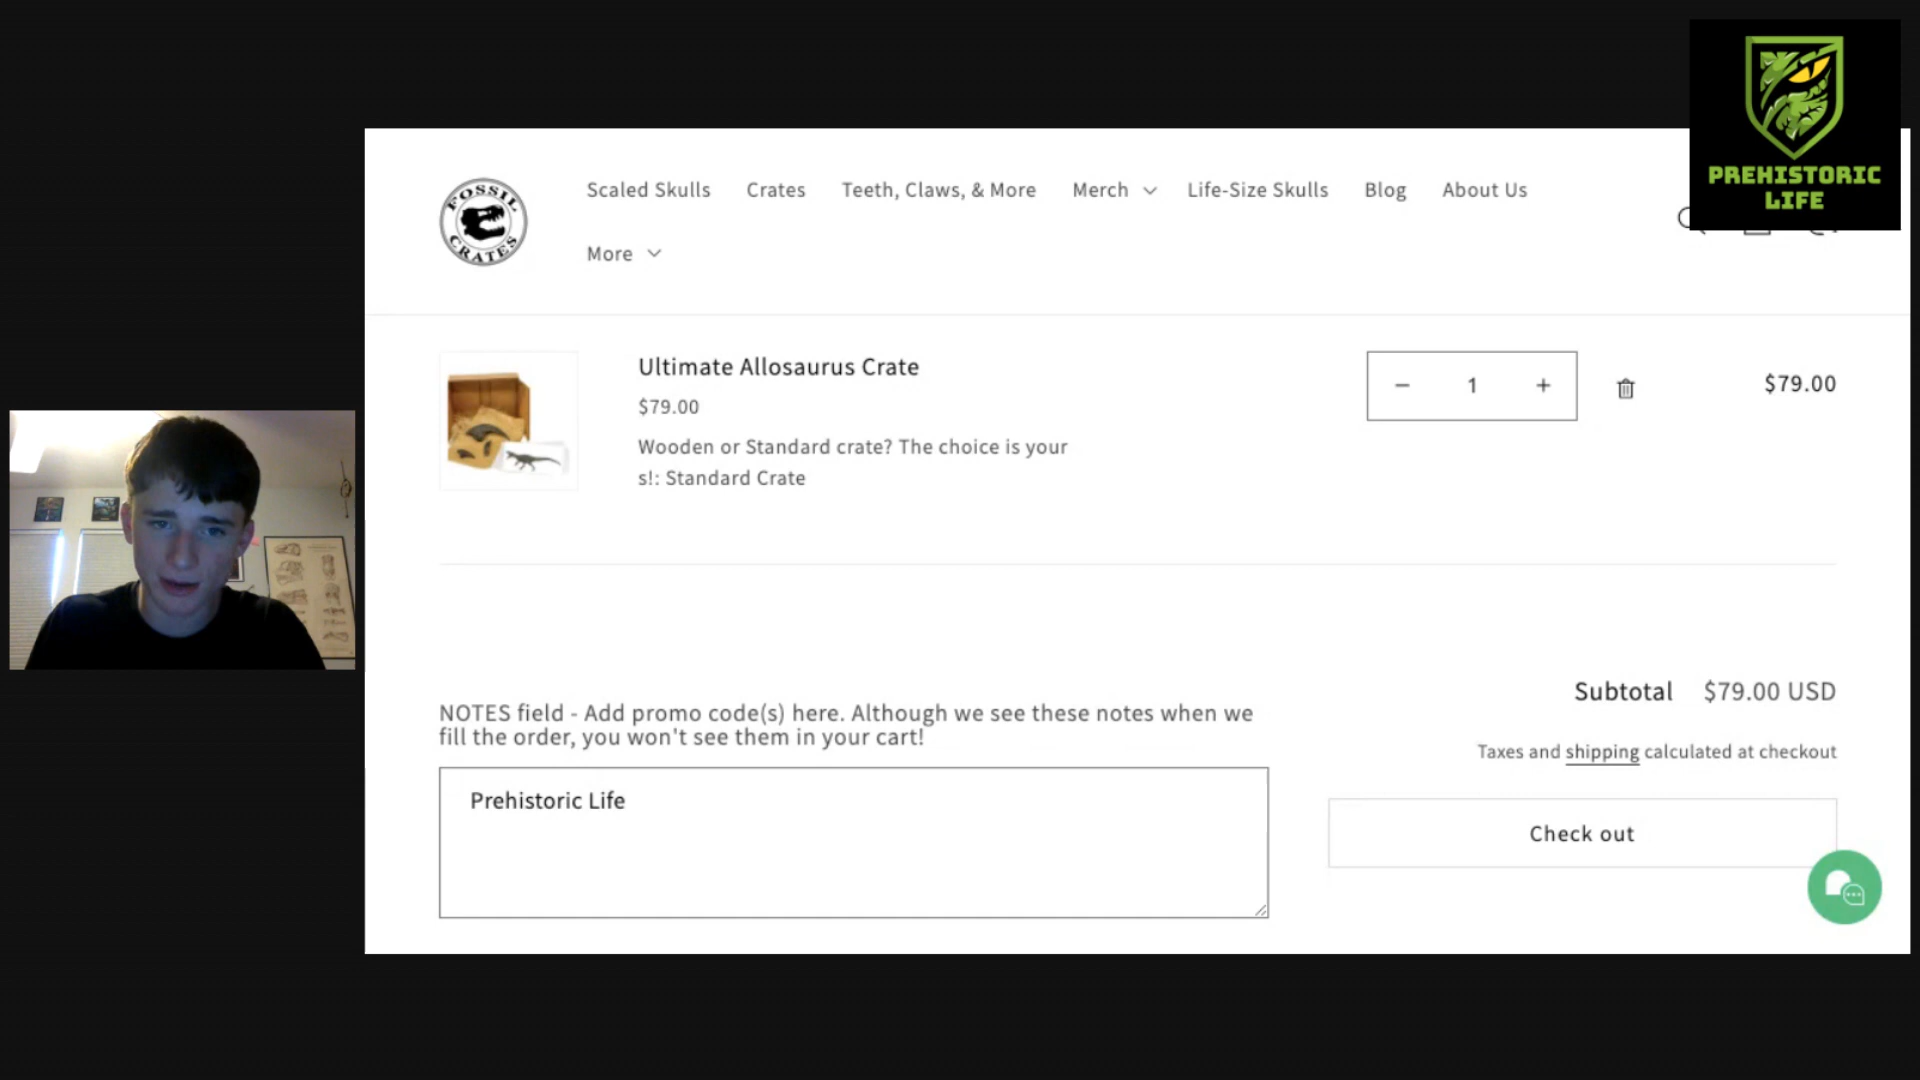 PREHISTORIC
LIFE
FOSSIL
CRATES
Scaled Skulls
Crates
Teeth, Claws, & More
Merch
Life-Size Skulls
Blog
About Us
More
Ultimate Allosaurus Crate
$79.00
Wooden or Standard crate? The choice is your
s!: Standard Crate
1
$79.00
Subtotal $79.00 USD
Taxes and shipping calculated at checkout
Check out
NOTES field - Add promo code(s) here. Although we see these notes when we
fill the order, you won't see them in your cart!
Prehistoric Life